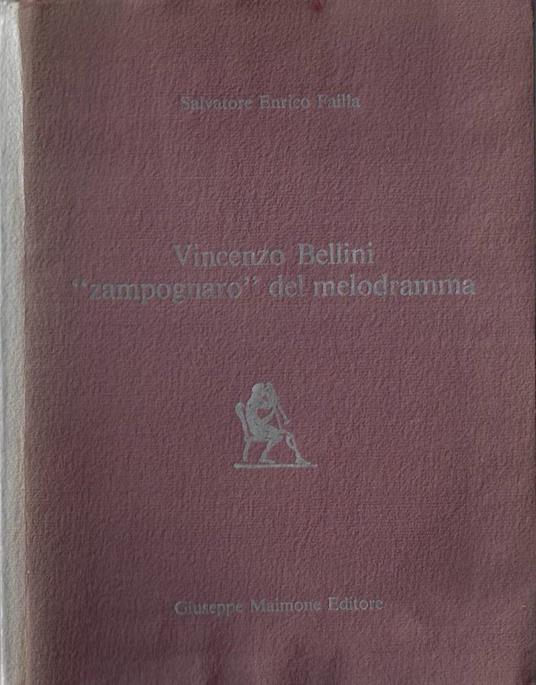 Salvatore Enrico Failla
Vincenzo Bellini
“zampognaro” del melodramma
Giuseppe Maimone Editore